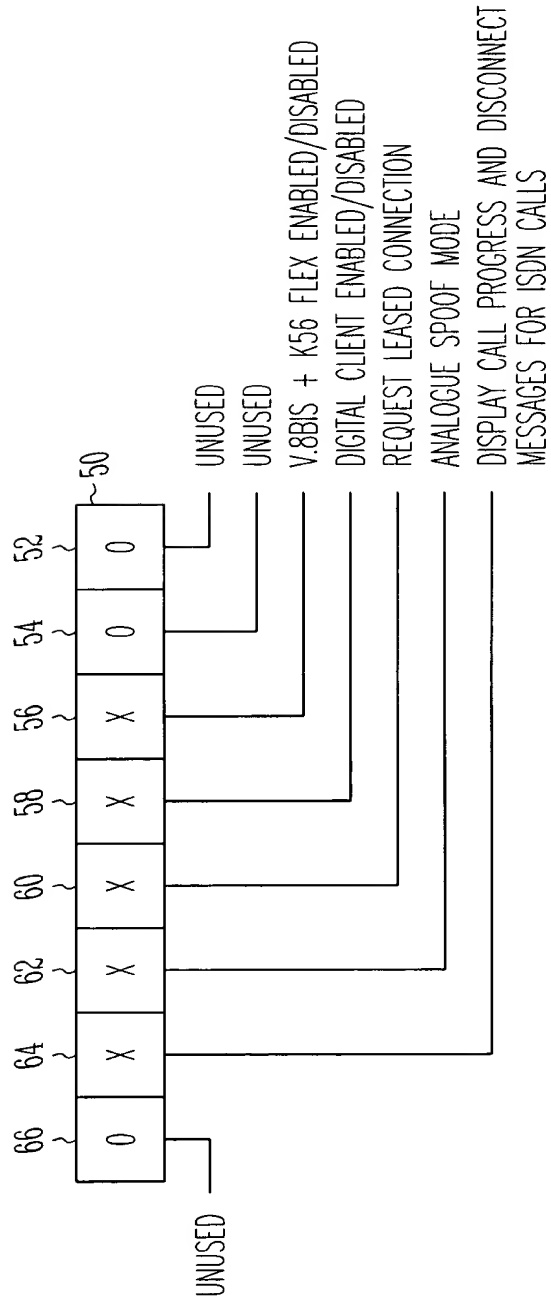 66 64 62 60 58 56 54 52
50
0 X X X X X 0 0
UNUSED
UNUSED
UNUSED
V.8BIS + K56 FLEX ENABLED/DISABLED
DIGITAL CLIENT ENABLED/DISABLED
REQUEST LEASED CONNECTION
ANALOGUE SPOOF MODE
DISPLAY CALL PROGRESS AND DISCONNECT
MESSAGES FOR ISDN CALLS